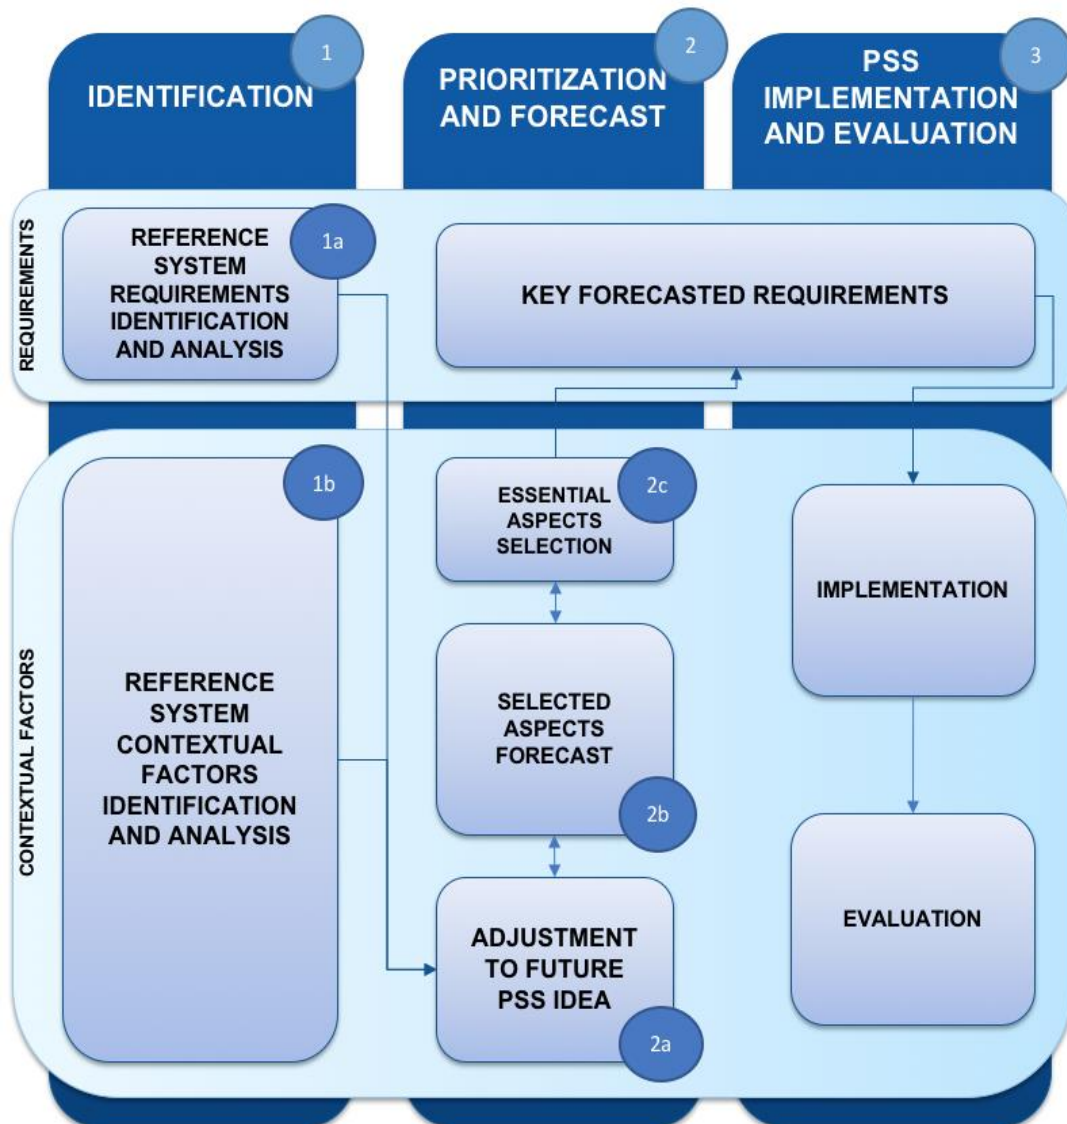 1
IDENTIFICATION
2
PRIORITIZATION
AND FORECAST
3
PSS
IMPLEMENTATION
AND EVALUATION
REQUIREMENTS
1a
REFERENCE
SYSTEM
REQUIREMENTS
IDENTIFICATION
AND ANALYSIS
KEY FORECASTED REQUIREMENTS
CONTEXTUAL FACTORS
1b
REFERENCE
SYSTEM
CONTEXTUAL
FACTORS
IDENTIFICATION
AND ANALYSIS
2c
ESSENTIAL
ASPECTS
SELECTION
SELECTED
ASPECTS
FORECAST
2b
ADJUSTMENT
TO FUTURE
PSS IDEA
2a
IMPLEMENTATION
EVALUATION